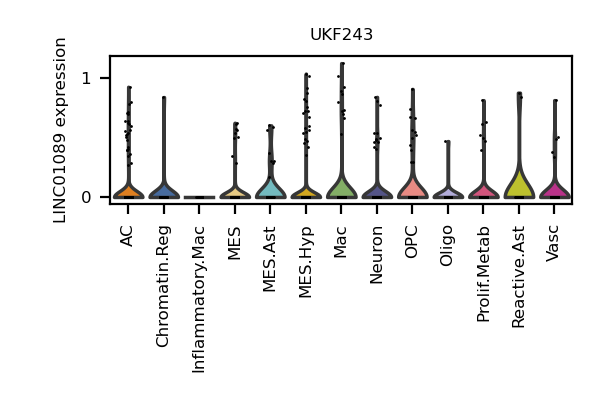 UKF243
LINC01089 expression
1
0
AC
Chromatin.Reg
Inflammatory.Mac
MES
MES.Ast
MES.Hyp
Mac
Neuron
OPC
Oligo
Prolif.Metab
Reactive.Ast
Vasc